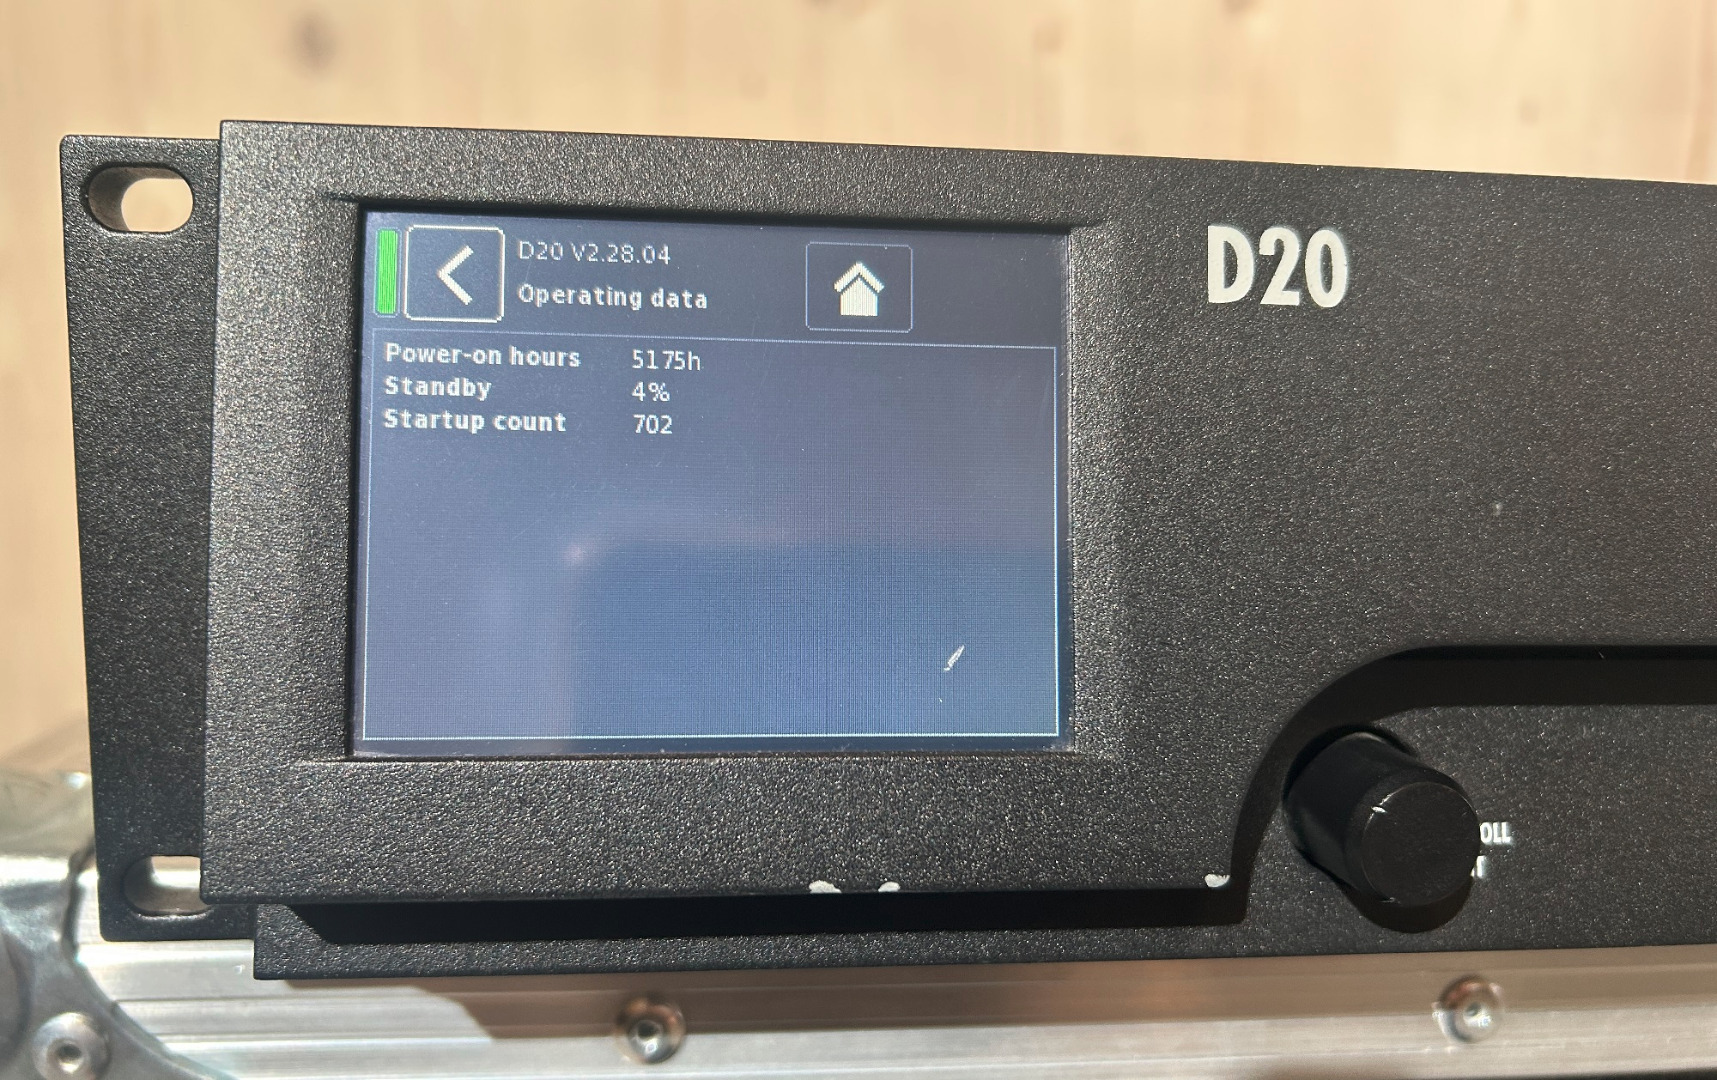 D20 V2.28.04
Operating data
Power-on hours 5175h
Standby 4%
Startup count 702
D20